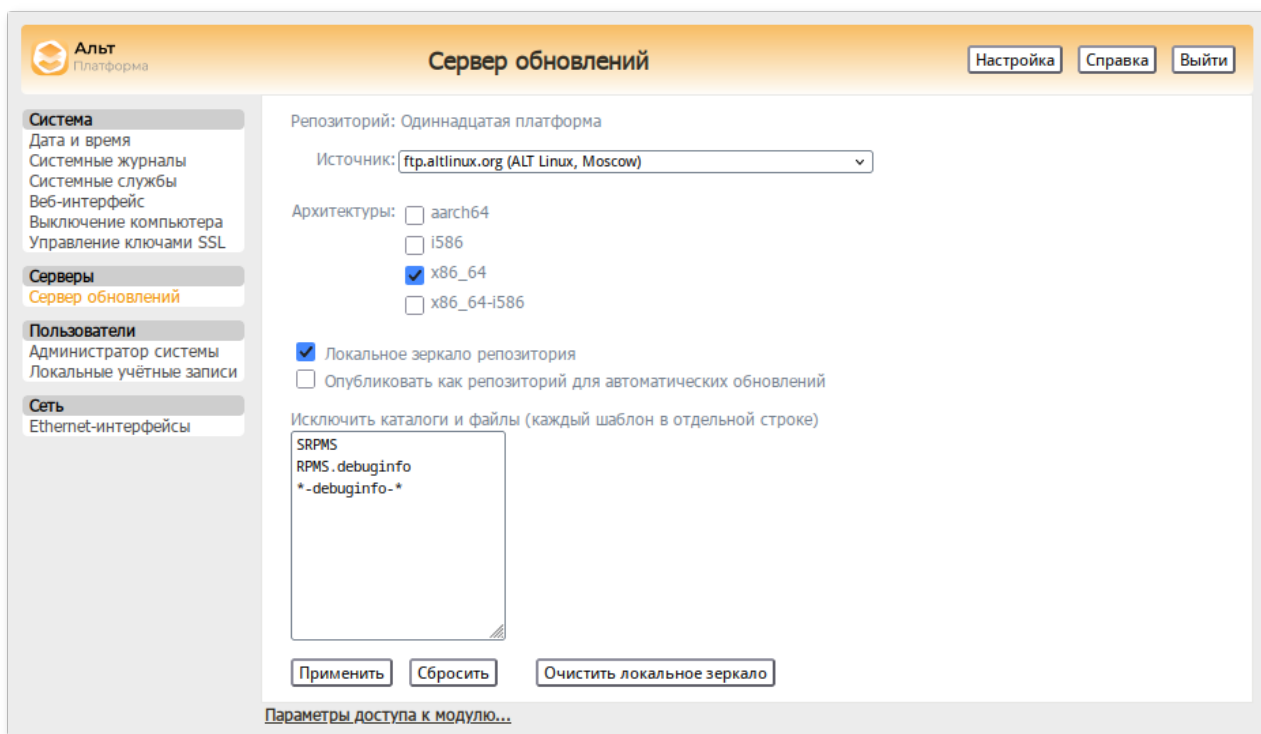 Альт
Платформа
Сервер обновлений
Настройка Справка Выйти
Система
Дата и время
Системные журналы
Системные службы
Веб-интерфейс
Выключение компьютера
Управление ключами SSL
Серверы
Сервер обновлений
Пользователи
Администратор системы
Локальные учётные записи
Сеть
Ethernet-интерфейсы
Репозиторий: Одиннадцатая платформа
Источник: ftp.altlinux.org (ALT Linux, Moscow)
Архитектуры: aarch64
i586
x86_64
x86_64-i586
Локальное зеркало репозитория
Опубликовать как репозиторий для автоматических обновлений
Исключить каталоги и файлы (каждый шаблон в отдельной строке)
SRPMS
RPMS.debuginfo
*-debuginfo-*
Применить Сбросить Очистить локальное зеркало
Параметры доступа к модулю...